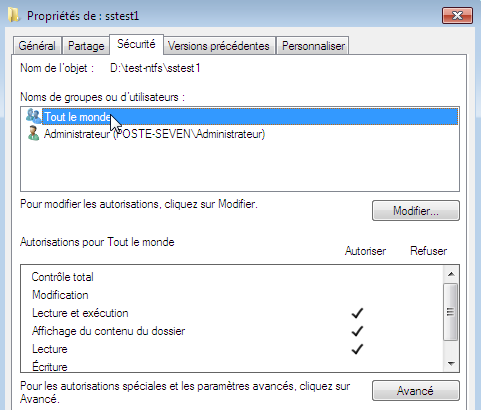 Propriétés de : sstest1
Général Partage Sécurité Versions précédentes Personnaliser
Nom de l'objet : D:\test-ntfs\sstest1
Noms de groupes ou d'utilisateurs :
Tout le monde
Administrateur (POSTE-SEVEN\Administrateur)
Pour modifier les autorisations, cliquez sur Modifier.
Modifier...
Autorisations pour Tout le monde Autoriser Refuser
Contrôle total
Modification
Lecture et exécution
Affichage du contenu du dossier
Lecture
Écriture
Pour les autorisations spéciales et les paramètres avancés, cliquez sur
Avancé.
Avancé